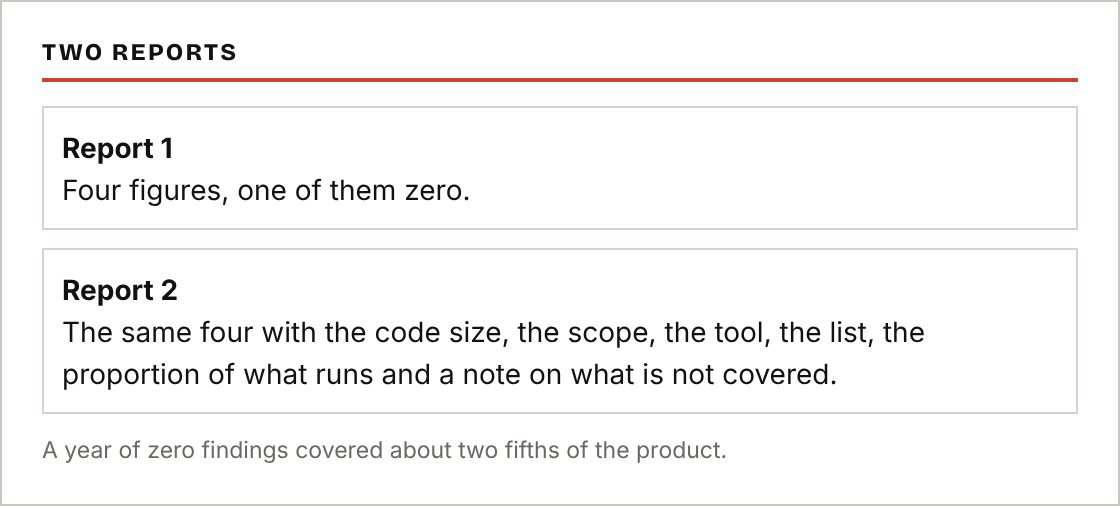 TWO REPORTS
Report 1
Four figures, one of them zero.
Report 2
The same four with the code size, the scope, the tool, the list, the
proportion of what runs and a note on what is not covered.
A year of zero findings covered about two fifths of the product.